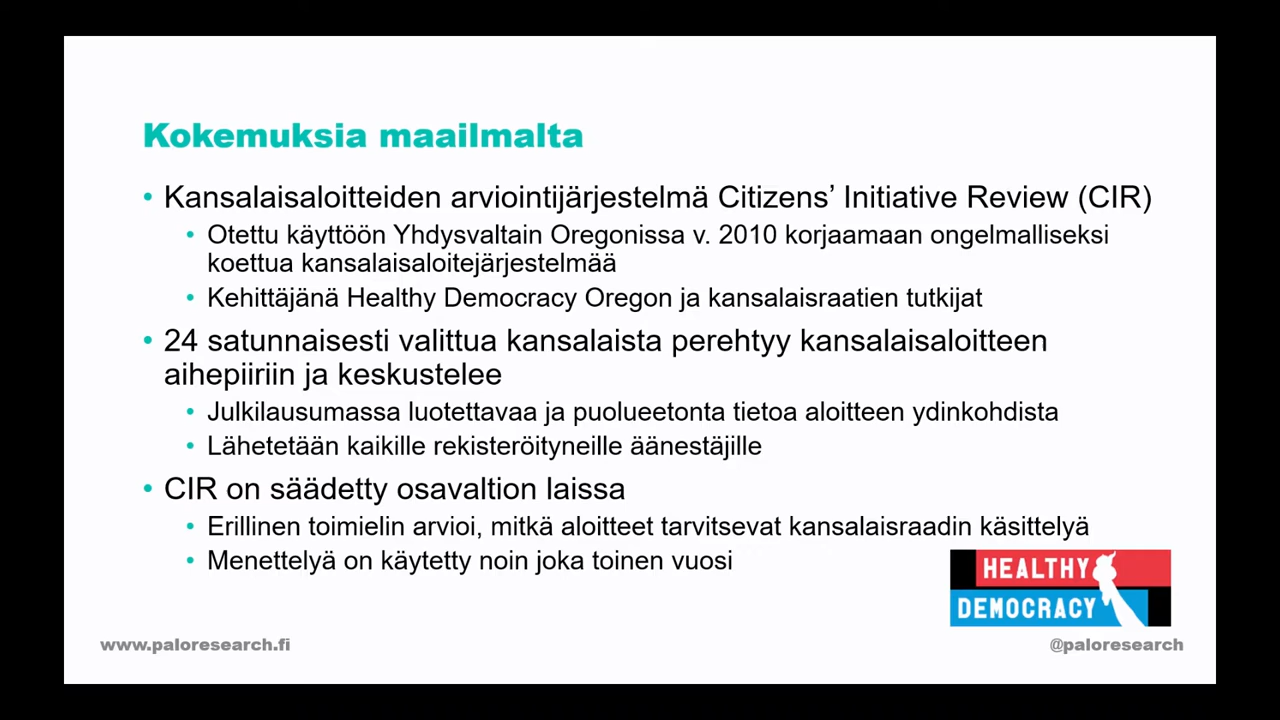 Kokemuksia maailmalta
• Kansalaisaloitteiden arviointijärjestelmä Citizens’ Initiative Review (CIR)
• Otettu käyttöön Yhdysvaltain Oregonissa v. 2010 korjaamaan ongelmalliseksi
koettua kansalaisaloitejärjestelmää
• Kehittäjänä Healthy Democracy Oregon ja kansalaisraatien tutkijat
• 24 satunnaisesti valittua kansalaista perehtyy kansalaisaloitteen
aihepiiriin ja keskustelee
• Julkilausumassa luotettavaa ja puolueetonta tietoa aloitteen ydinkohdista
• Lähetetään kaikille rekisteröityneille äänestäjille
• CIR on säädetty osavaltion laissa
• Erillinen toimielin arvioi, mitkä aloitteet tarvitsevat kansalaisraadin käsittelyä
• Menettelyä on käytetty noin joka toinen vuosi
HEALTHY
DEMOCRACY
www.paloresearch.fi
@paloresearch